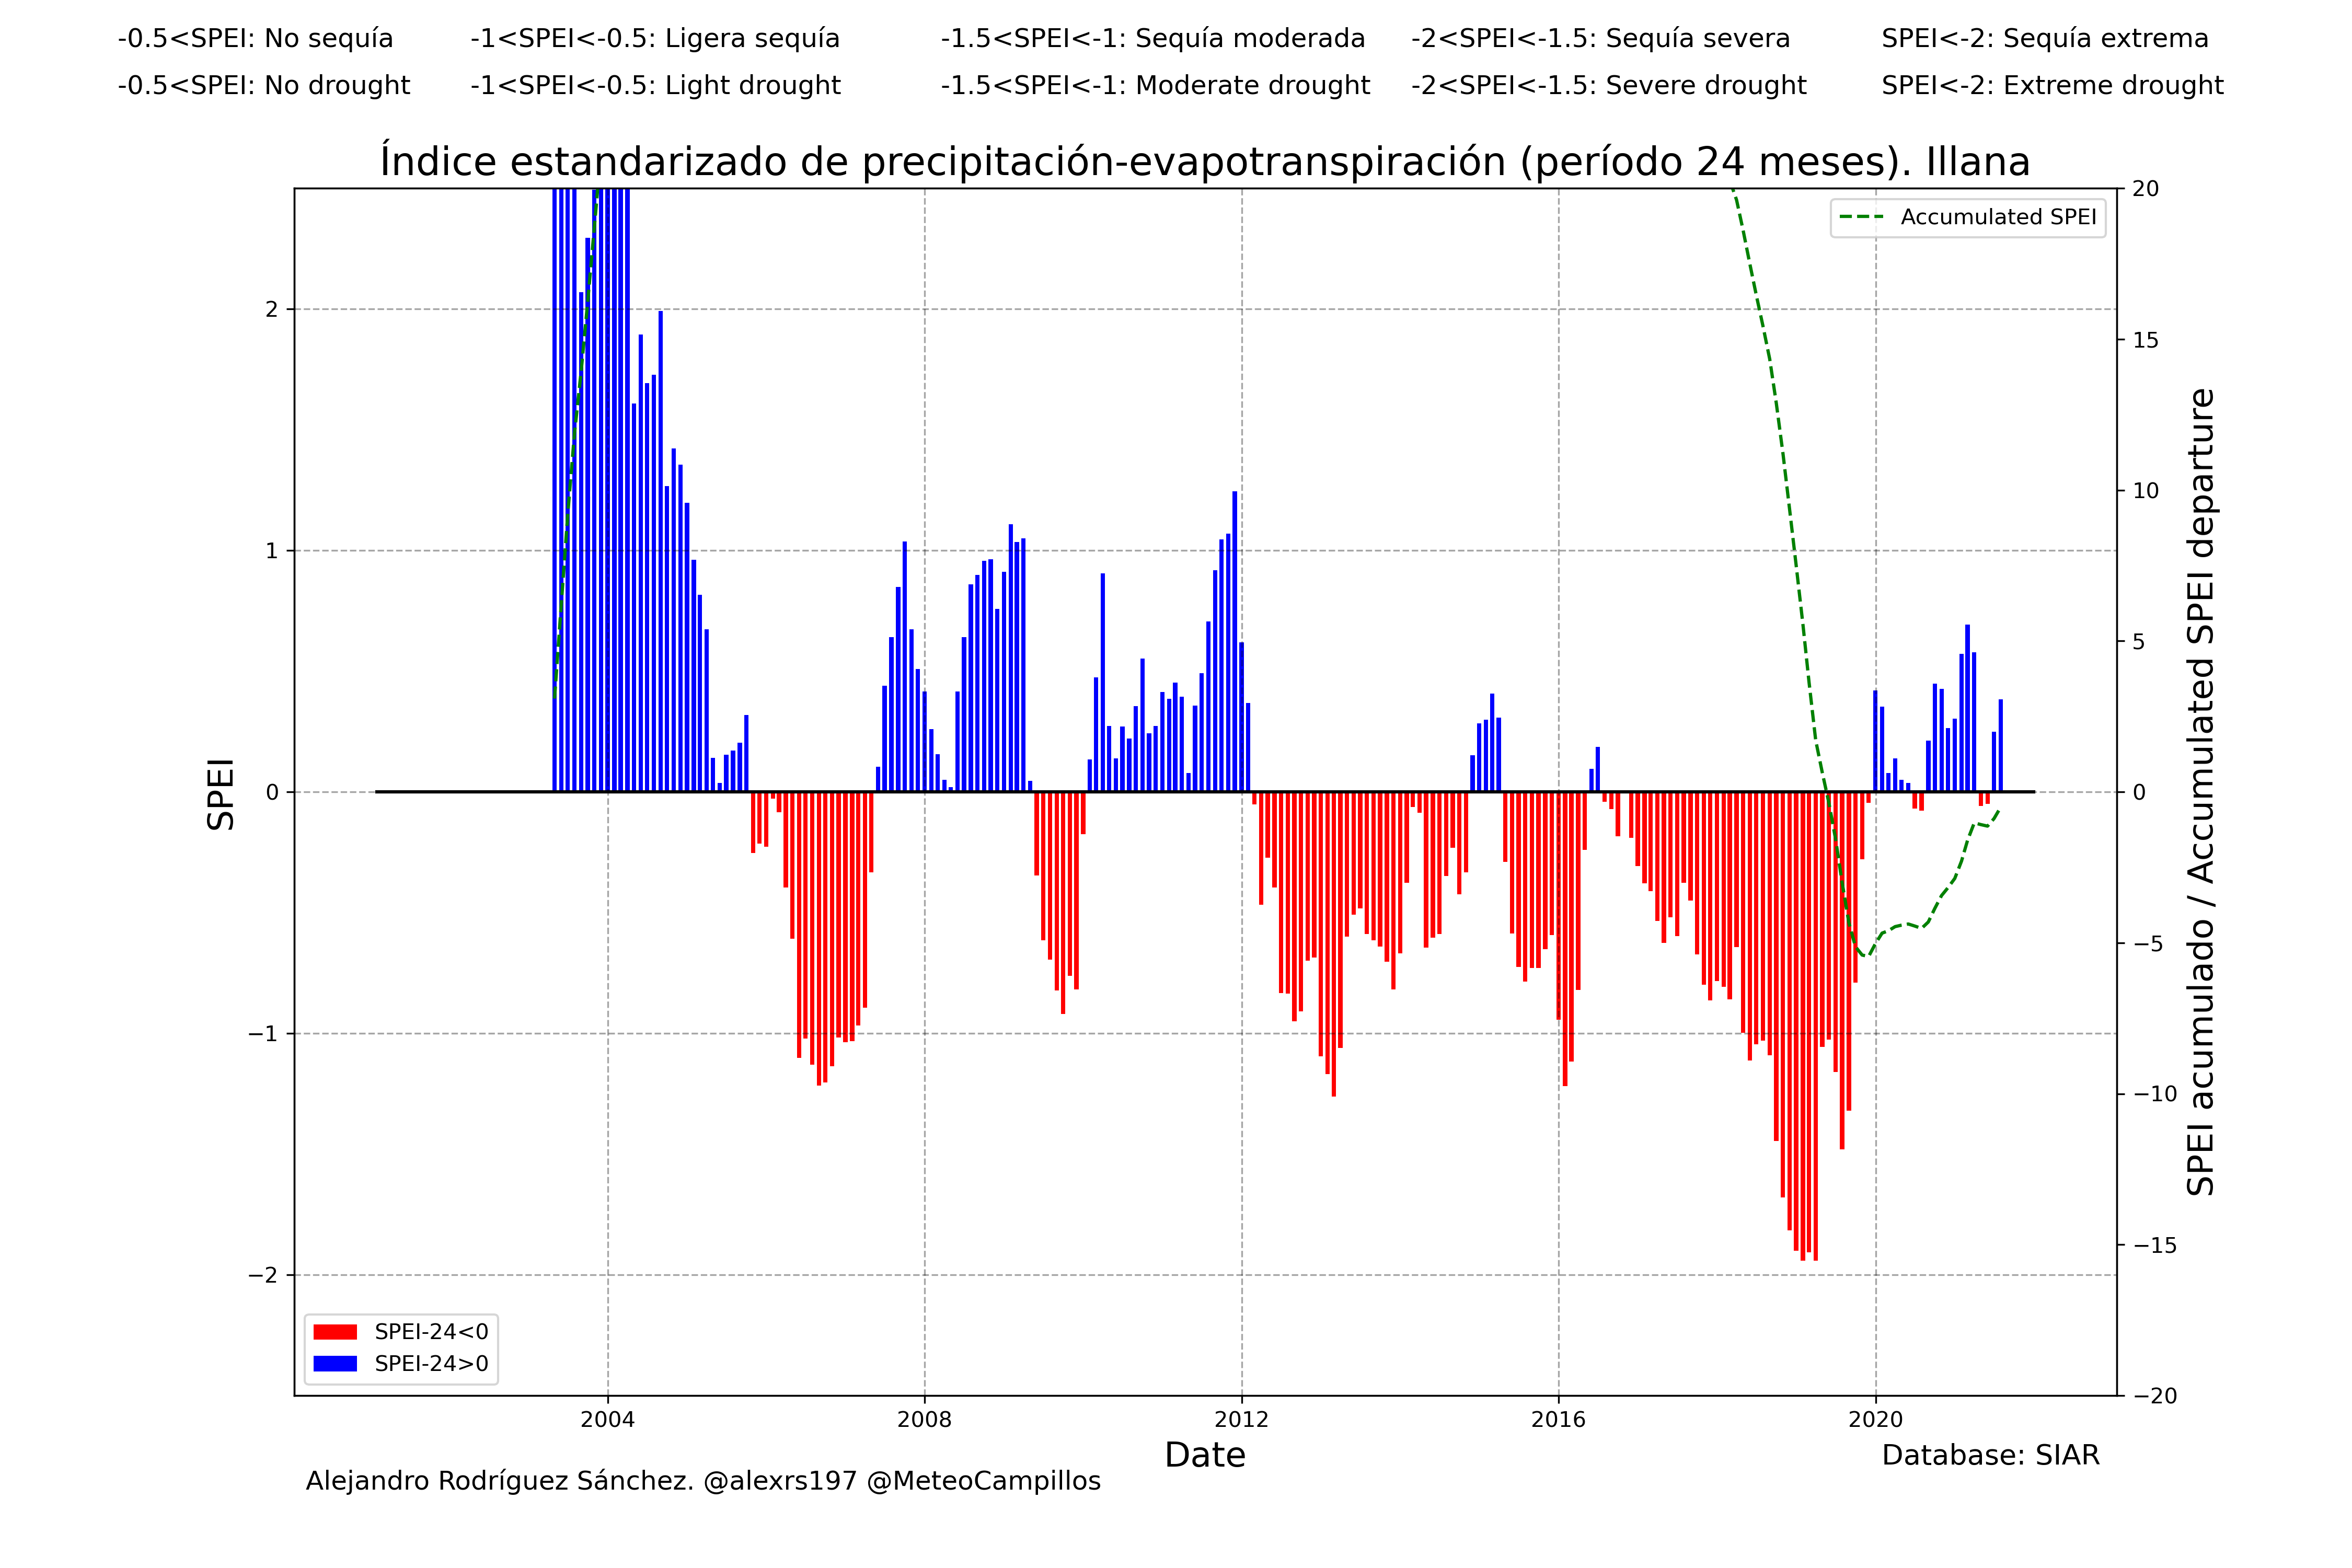 -0.5<SPEI: No sequía -1<SPEI<-0.5: Ligera sequía -1.5<SPEI<-1: Sequía moderada -2<SPEI<-1.5: Sequía severa SPEI<-2: Sequía extrema
-0.5<SPEI: No drought -1<SPEI<-0.5: Light drought -1.5<SPEI<-1: Moderate drought -2<SPEI<-1.5: Severe drought SPEI<-2: Extreme drought
Índice estandarizado de precipitación-evapotranspiración (período 24 meses). Illana
Accumulated SPEI
SPEI
2
1
0
−1
−2
20
15
10
5
0
−5
−10
−15
−20
SPEI acumulado / Accumulated SPEI departure
SPEI-24<0
SPEI-24>0
2004 2008 2012 2016 2020
Date
Database: SIAR
Alejandro Rodríguez Sánchez. @alexrs197 @MeteoCampillos